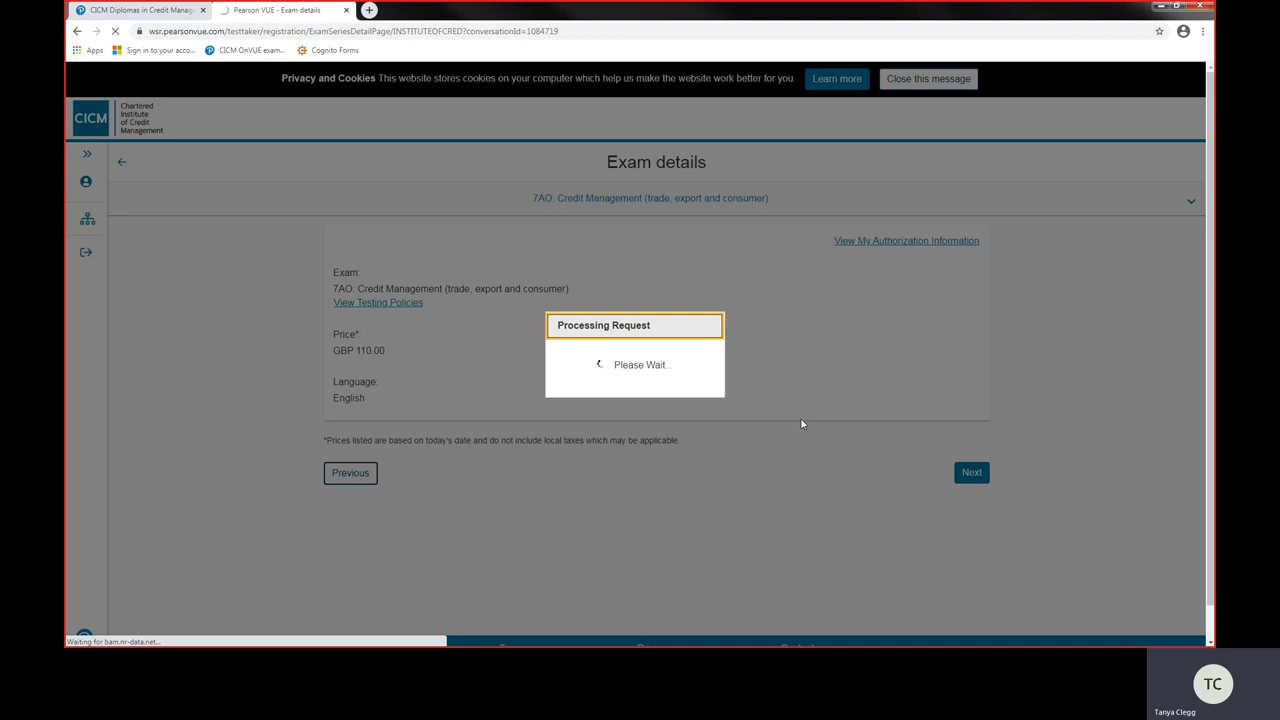 CICM Diplomas in Credit Manag
Pearson VUE - Exam details
wsr.pearsonvue.com/testtaker/registration/ExamSeriesDetailPage/INSTITUTEOFCRED?conversationId=1084719
Apps
Sign in to your acco...
CICM OnVUE exam...
Cognito Forms
Privacy and Cookies This website stores cookies on your computer which help us make the website work better for you.
Learn more
Close this message
CICM
Chartered
Institute
of Credit
Management
Exam details
7AO: Credit Management (trade, export and consumer)
View My Authorization Information
Exam:
7AO: Credit Management (trade, export and consumer)
View Testing Policies
Price*:
GBP 110.00
Language:
English
Processing Request
Please Wait...
*Prices listed are based on today's date and do not include local taxes which may be applicable.
Previous
Next
Waiting for bam.nr-data.net...
TC
Tanya Clegg